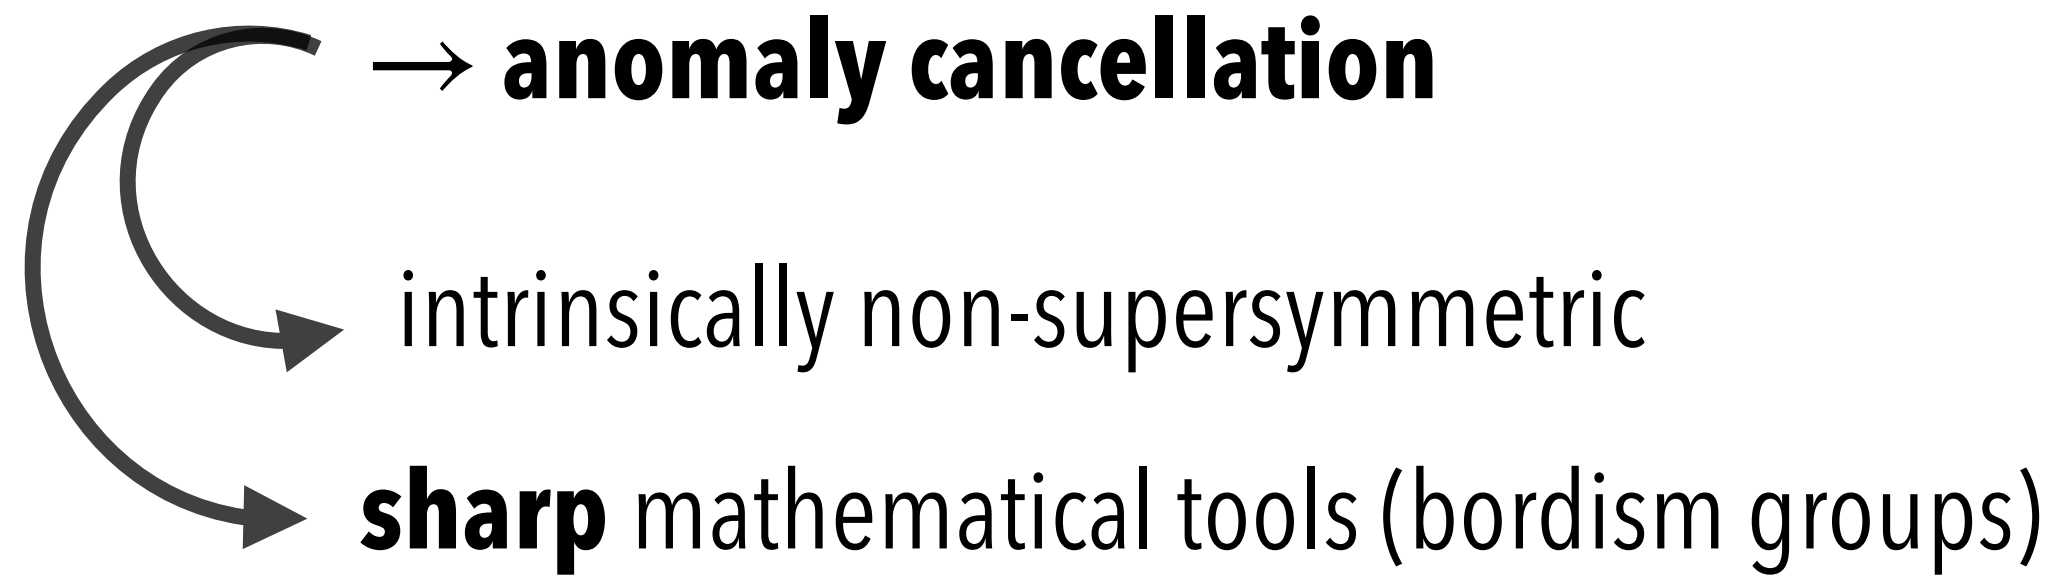 → anomaly cancellation
intrinsically non-supersymmetric
sharp mathematical tools (bordism groups)